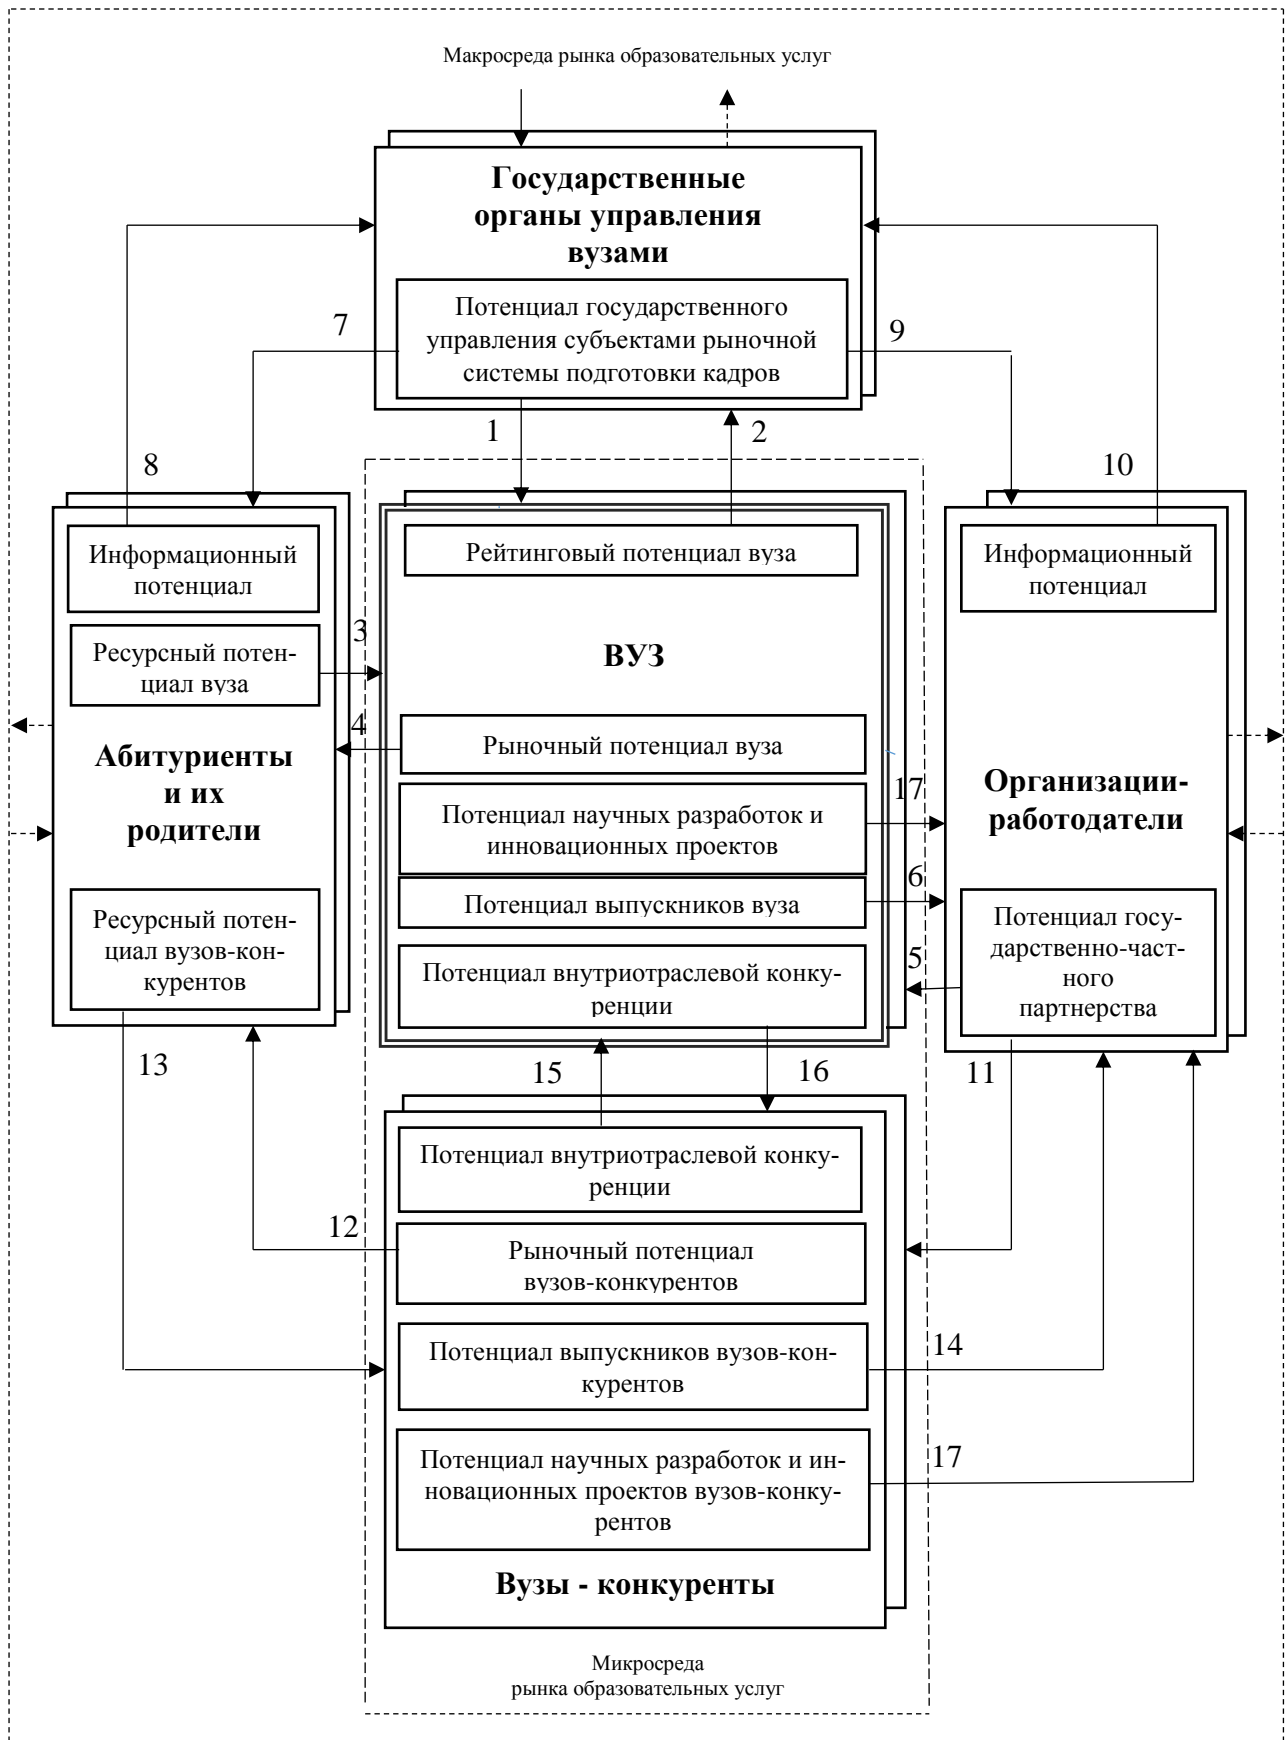 Макросреда рынка образовательных услуг
Государственные
органы управления
вузами
Потенциал государственного
управления субъектами рыночной
системы подготовки кадров
7
9
1
2
8
10
Информационный
потенциал
Ресурсный потен-
циал вуза
Абитуриенты
и их
родители
Ресурсный потен-
циал вузов-кон-
курентов
3
4
Рейтинговый потенциал вуза
ВУЗ
Рыночный потенциал вуза
Потенциал научных разработок и
инновационных проектов
Потенциал выпускников вуза
Потенциал внутриотраслевой конку-
ренции
17
6
5
Информационный
потенциал
Организации-
работодатели
Потенциал госу-
дарственно-част-
ного
партнерства
13
15
16
11
Потенциал внутриотраслевой конку-
ренции
12
Рыночный потенциал
вузов-конкурентов
Потенциал выпускников вузов-кон-
курентов
14
Потенциал научных разработок и ин-
новационных проектов вузов-конку-
рентов
17
Вузы - конкуренты
Микросреда
рынка образовательных услуг